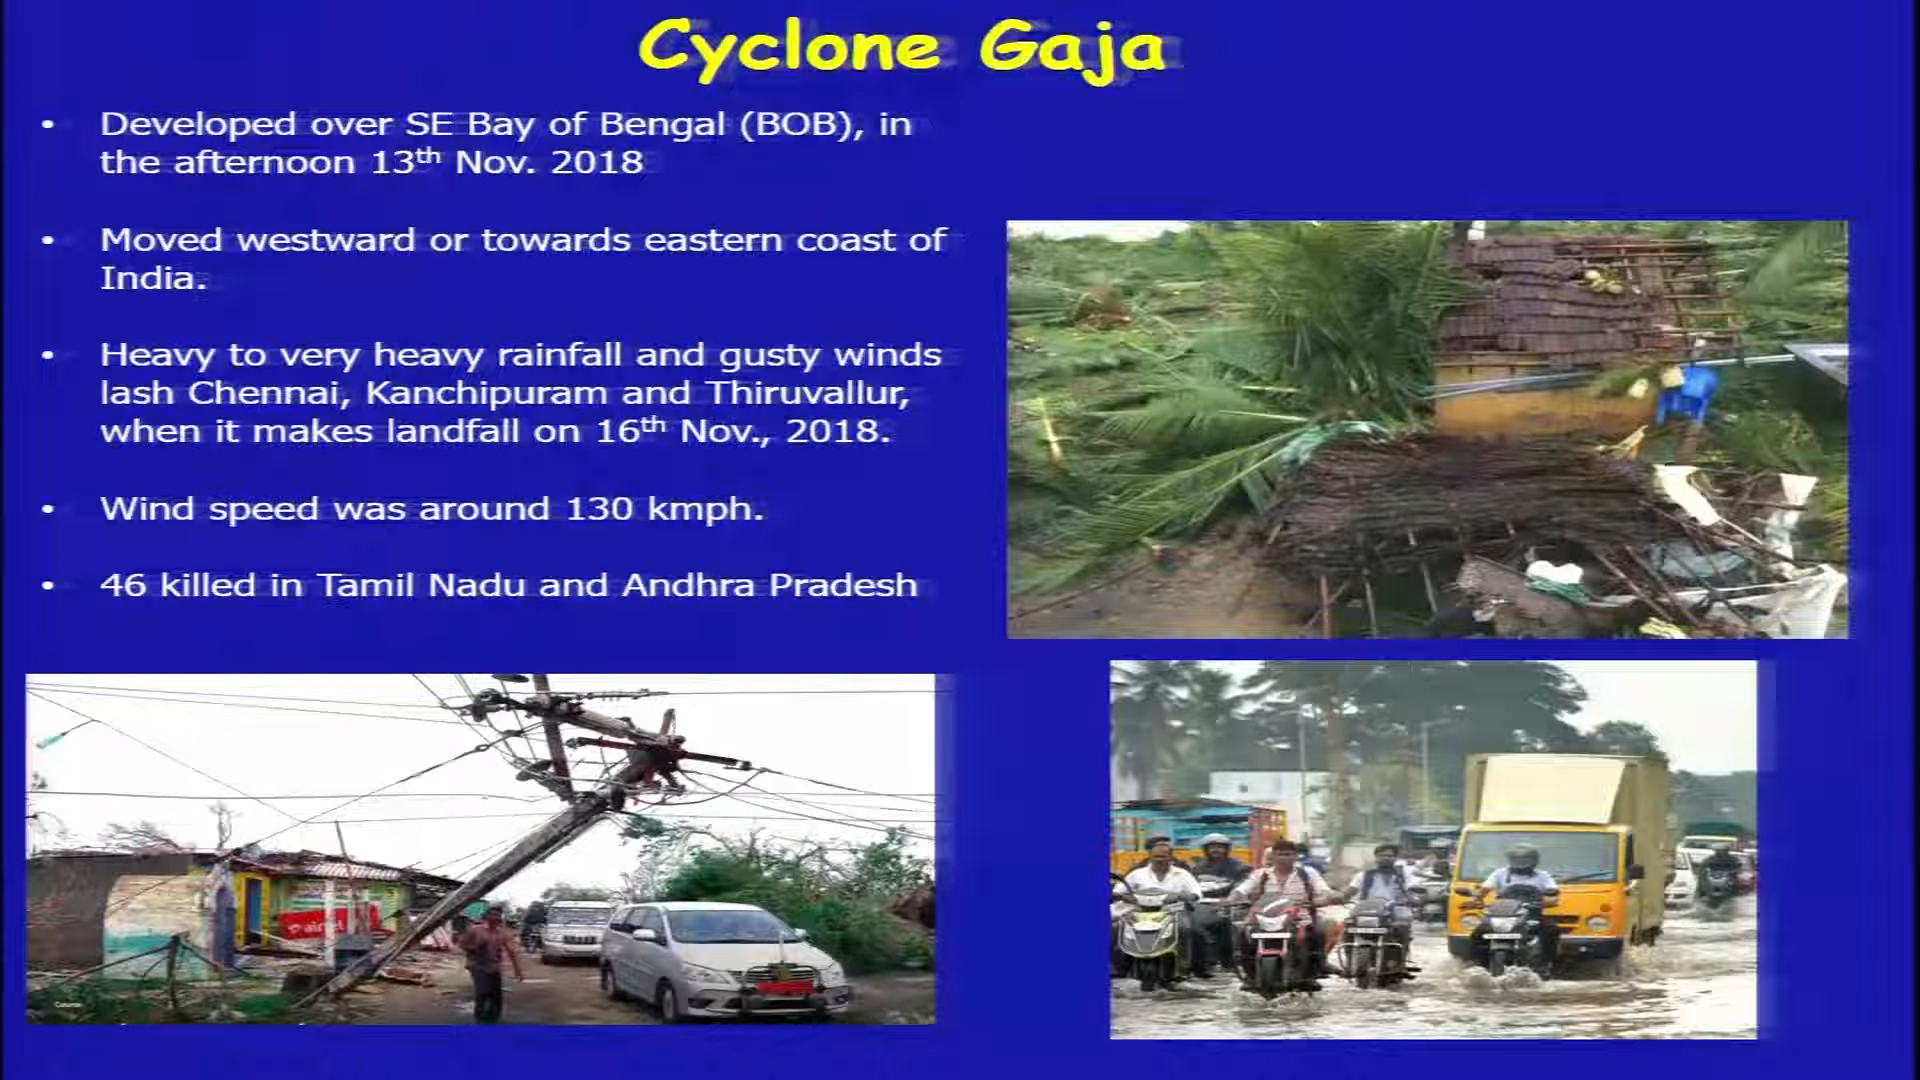 Cyclone Gaja
• Developed over SE Bay of Bengal (BOB), in
the afternoon 13th Nov. 2018
• Moved westward or towards eastern coast of
India.
• Heavy to very heavy rainfall and gusty winds
lash Chennai, Kanchipuram and Thiruvallur,
when it makes landfall on 16th Nov., 2018.
• Wind speed was around 130 kmph.
• 46 killed in Tamil Nadu and Andhra Pradesh
airtel